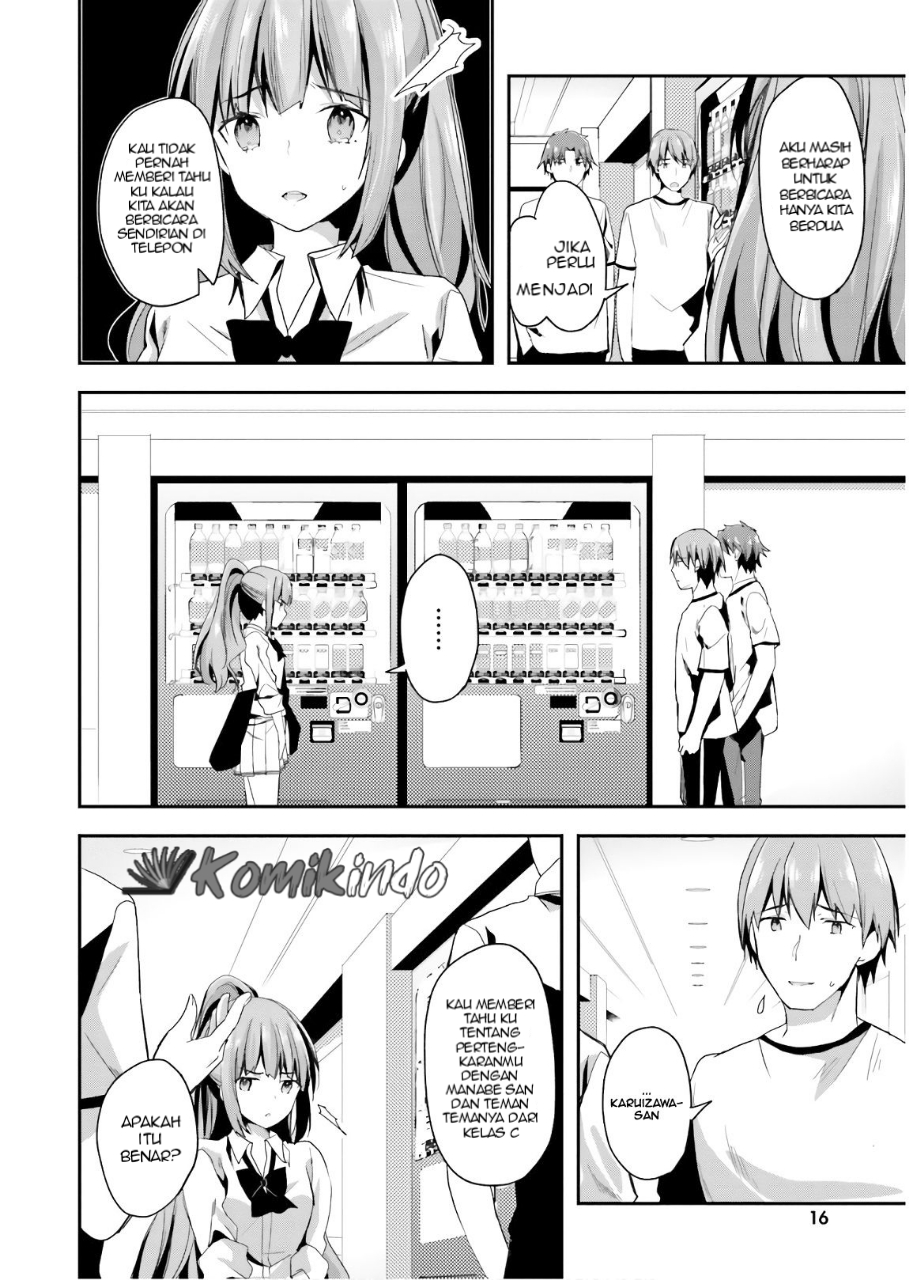 AKU MASIH
BERHARAP
UNTUK
BERBICARA
HANYA KITA
BERDUA
JIKA
PERLU
MENJADI
KAU TIDAK
PERNAH
MEMBERI TAHU
KU KALAU
KITA AKAN
BERBICARA
SENDIRIAN DI
TELEPON
.......
...
KARUIZAWA-
SAN
KAU MEMBERI
TAHU KU
TENTANG
PERTENG-
KARANMU
DENGAN
MANABE SAN
DAN TEMAN
TEMANYA DARI
KELAS C
APAKAH
ITU
BENAR?
Komikindo
16